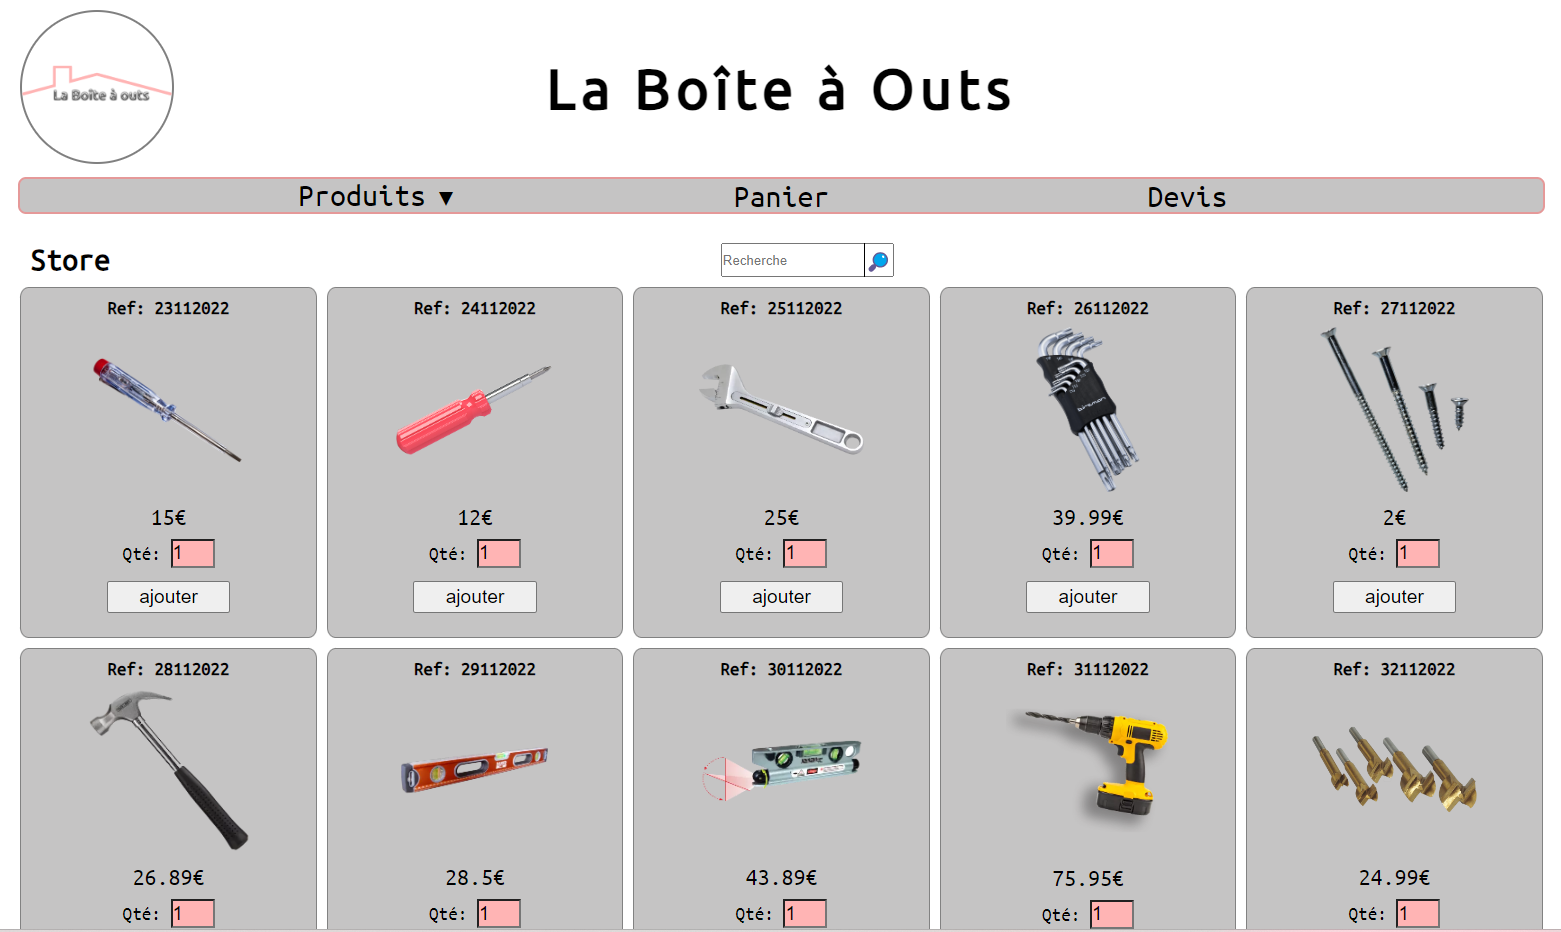 La Boîte à outs
La Boîte à Outs
Produits ▼ Panier Devis
Store
Recherche
Ref: 23112022 Ref: 24112022 Ref: 25112022 Ref: 26112022 Ref: 27112022
15€ 12€ 25€ 39.99€ 2€
Qté: 1 Qté: 1 Qté: 1 Qté: 1 Qté: 1
ajouter ajouter ajouter ajouter ajouter
Ref: 28112022 Ref: 29112022 Ref: 30112022 Ref: 31112022 Ref: 32112022
26.89€ 28.5€ 43.89€ 75.95€ 24.99€
Qté: 1 Qté: 1 Qté: 1 Qté: 1 Qté: 1